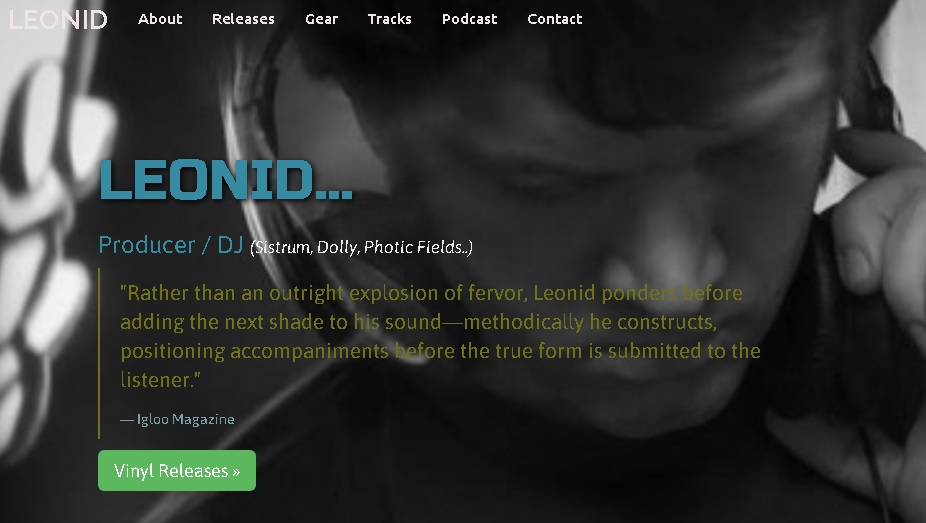 LEONID About Releases Gear Tracks Podcast Contact
LEONID...
Producer / DJ (Sistrum, Dolly, Photic Fields..)
"Rather than an outright explosion of fervor, Leonid ponders before
adding the next shade to his sound—methodically he constructs,
positioning accompaniments before the true form is submitted to the
listener."
— Igloo Magazine
Vinyl Releases »